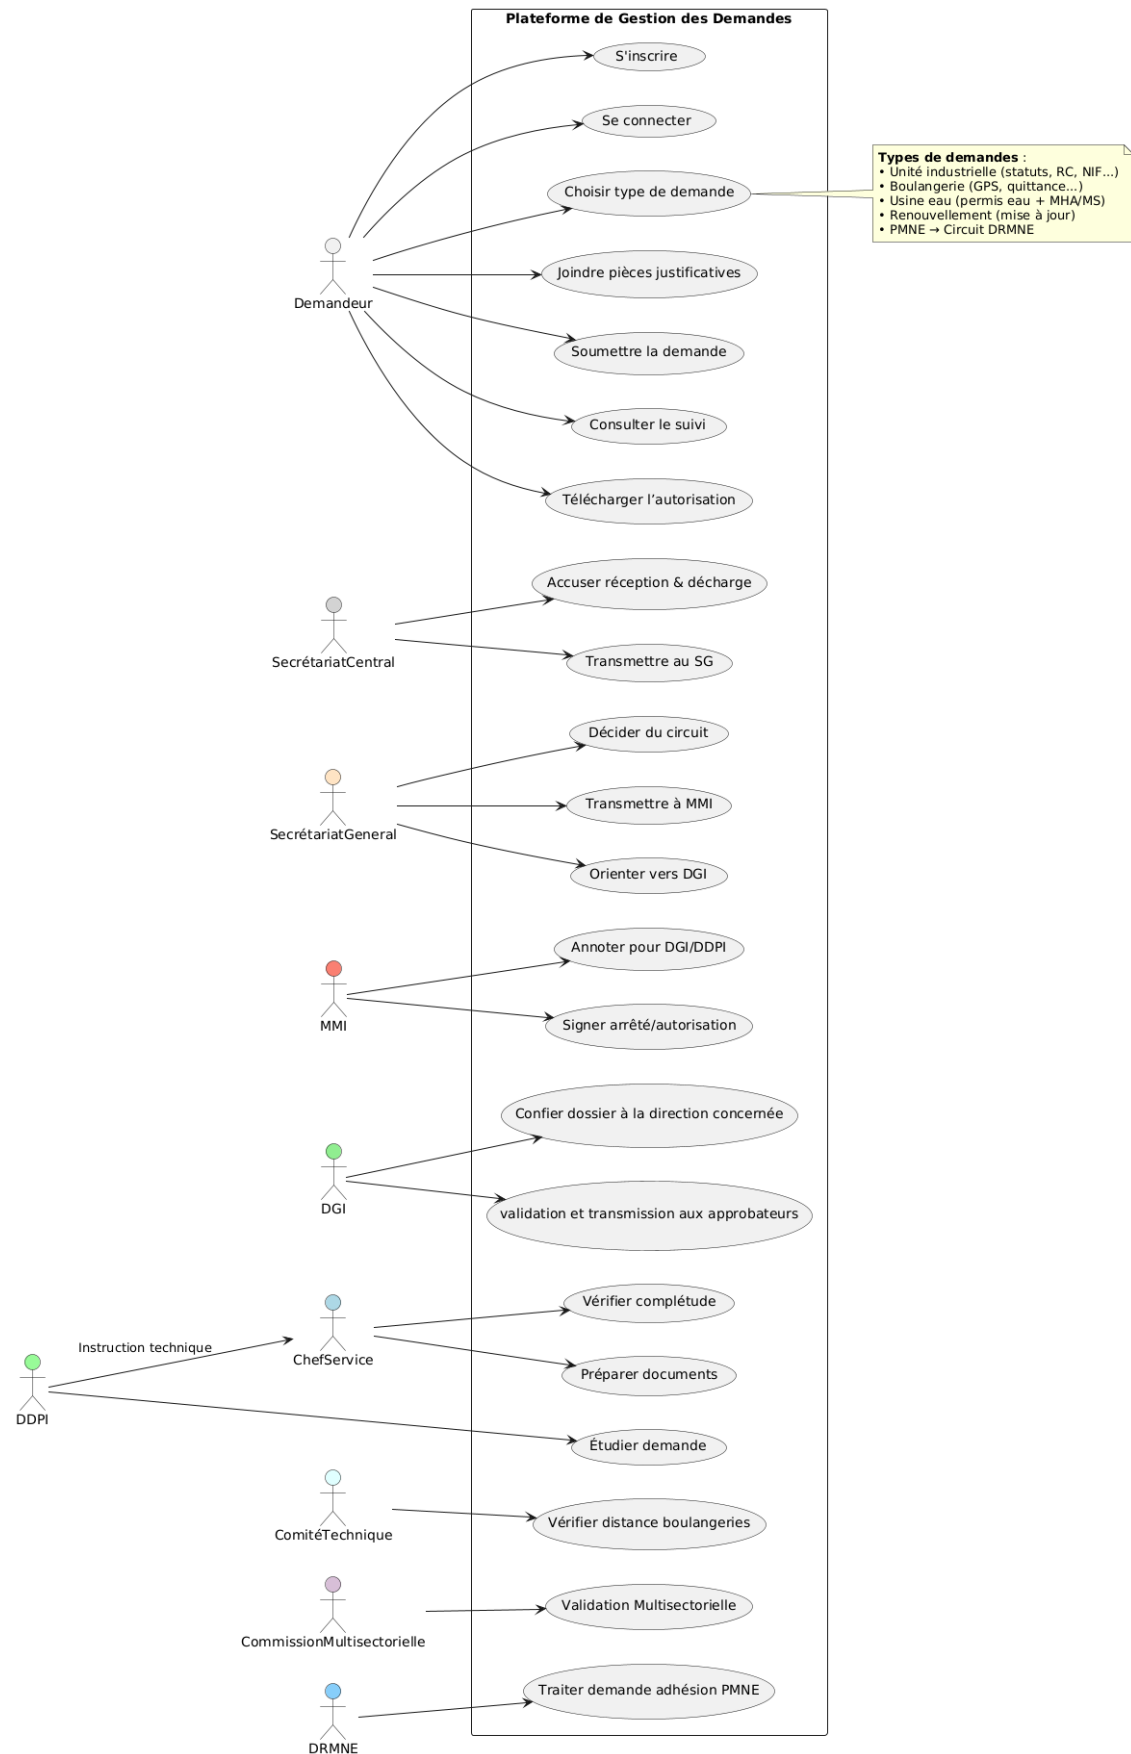 Plateforme de Gestion des Demandes
S'inscrire
Se connecter
Choisir type de demande
Types de demandes :
• Unité industrielle (statuts, RC, NIF...)
• Boulangerie (GPS, quittance...)
• Usine eau (permis eau + MHA/MS)
• Renouvellement (mise à jour)
• PMNE → Circuit DRMNE
Joindre pièces justificatives
Demandeur
Soumettre la demande
Consulter le suivi
Télécharger l’autorisation
Accuser réception & décharge
SecrétariatCentral
Transmettre au SG
Décider du circuit
Transmettre à MMI
SecrétariatGeneral
Orienter vers DGI
Annoter pour DGI/DDPI
MMI
Signer arrêté/autorisation
Confier dossier à la direction concernée
DGI
validation et transmission aux approbateurs
Vérifier complétude
Instruction technique
ChefService
Préparer documents
DDPI
Étudier demande
ComitéTechnique
Vérifier distance boulangeries
Validation Multisectorielle
CommissionMultisectorielle
Traiter demande adhésion PMNE
DRMNE